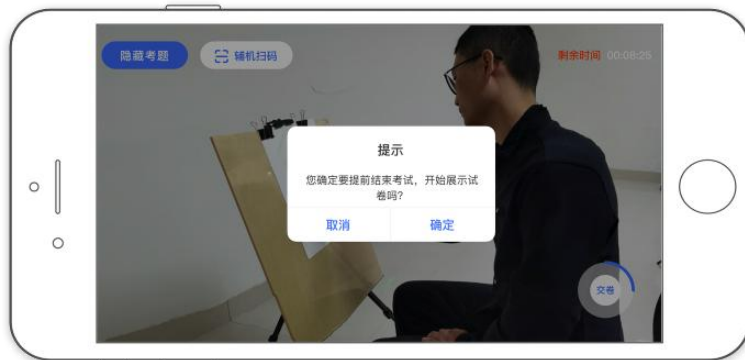 隐藏考题
辅机扫码
剩余时间 00:08:25
提示
您确定要提前结束考试，开始展示试
卷吗？
取消
确定
交卷